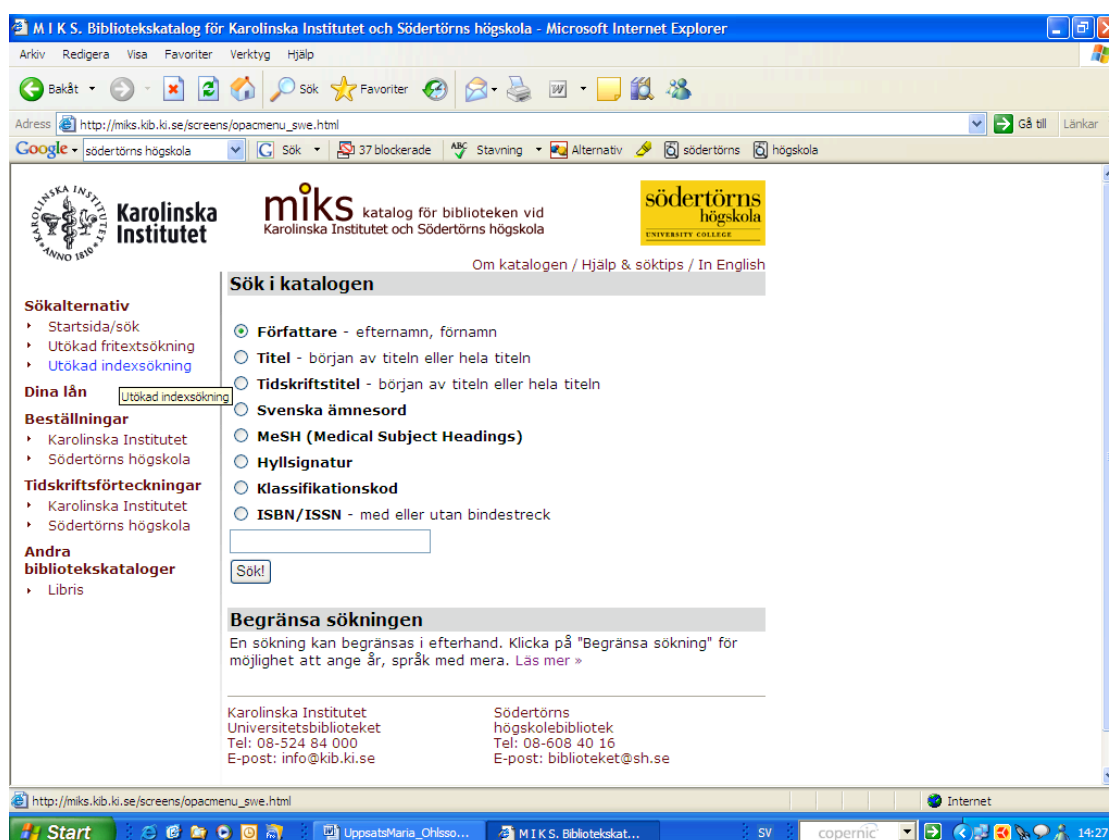 M I K S. Bibliotekskatalog för Karolinska Institutet och Södertörns högskola - Microsoft Internet Explorer
Arkiv Redigera Visa Favoriter Verktyg Hjälp
Bakåt Sök Favoriter
Adress http://miks.kib.ki.se/screens/opacmenu_swe.html Gå till Länkar
Google södertörns högskola G Sök 37 blockerade ABC Stavning Alternativ södertörns högskola
KAROLINSKA INSTITUTET ANNO 1810
Karolinska
Institutet
miks katalog för biblioteken vid
Karolinska Institutet och Södertörns högskola
södertörns
högskola
UNIVERSITY COLLEGE
Om katalogen / Hjälp & söktips / In English
Sökalternativ
Startsida/sök
Utökad fritextsökning
Utökad indexsökning
Dina lån
Utökad indexsökning
Beställningar
Karolinska Institutet
Södertörns högskola
Tidskriftsförteckningar
Karolinska Institutet
Södertörns högskola
Andra
bibliotekskataloger
Libris
Sök i katalogen
Författare - efternamn, förnamn
Titel - början av titeln eller hela titeln
Tidskriftstitel - början av titeln eller hela titeln
Svenska ämnesord
MeSH (Medical Subject Headings)
Hyllsignatur
Klassifikationskod
ISBN/ISSN - med eller utan bindestreck
Sök!
Begränsa sökningen
En sökning kan begränsas i efterhand. Klicka på "Begränsa sökning" för
möjlighet att ange år, språk med mera. Läs mer »
Karolinska Institutet
Universitetsbiblioteket
Tel: 08-524 84 000
E-post: info@kib.ki.se
Södertörns
högskolebibliotek
Tel: 08-608 40 16
E-post: biblioteket@sh.se
http://miks.kib.ki.se/screens/opacmenu_swe.html Internet
Start UppsatsMaria_Ohlsso... M I K S. Bibliotekskat... SV copernic 14:27